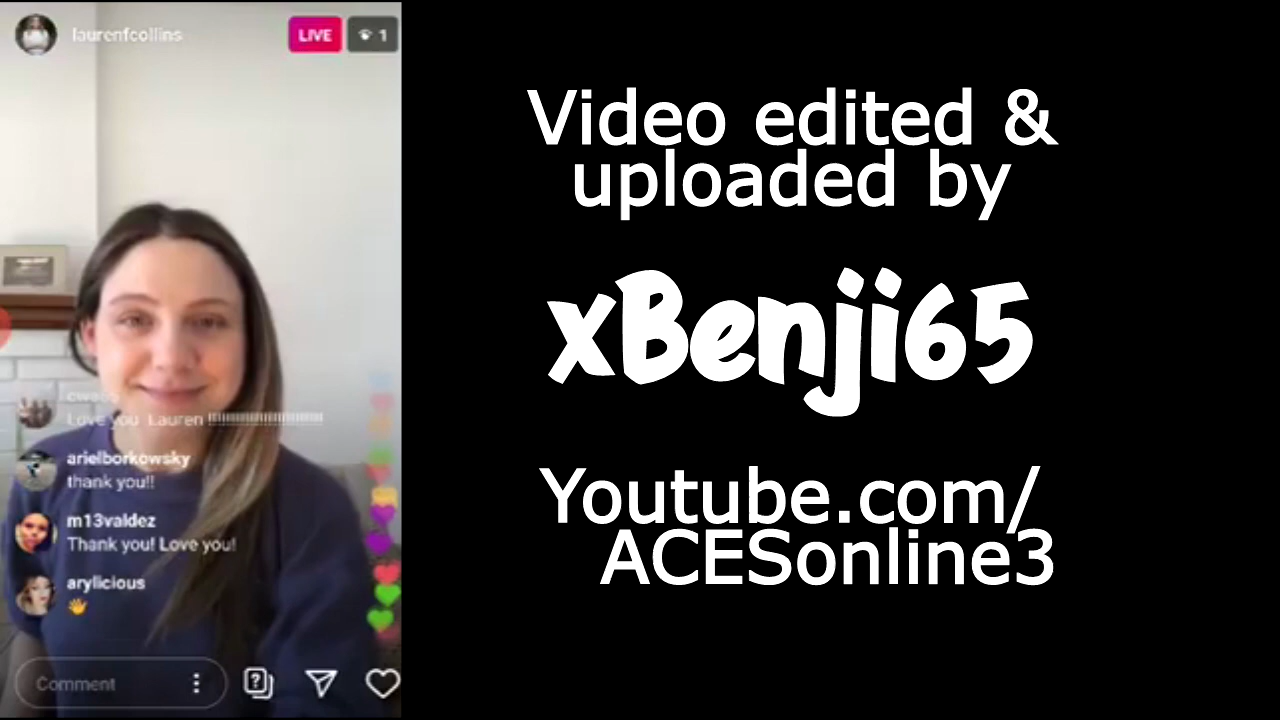 laurenfcollins
LIVE
1
Love you Lauren !!!!!!!!!!!!!!!!!!!!!!!!!!!!
arielborkowsky
thank you!!
m13valdez
Thank you! Love you!
arylicious
👋
Comment
Video edited &
uploaded by
xBenji65
Youtube.com/
ACESonline3